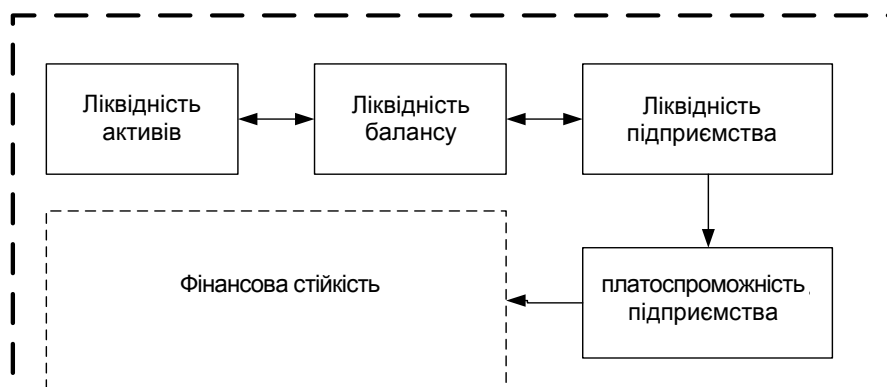 Ліквідність
активів
Ліквідність
балансу
Ліквідність
підприємства
Фінансова стійкість
платоспроможність
підприємства